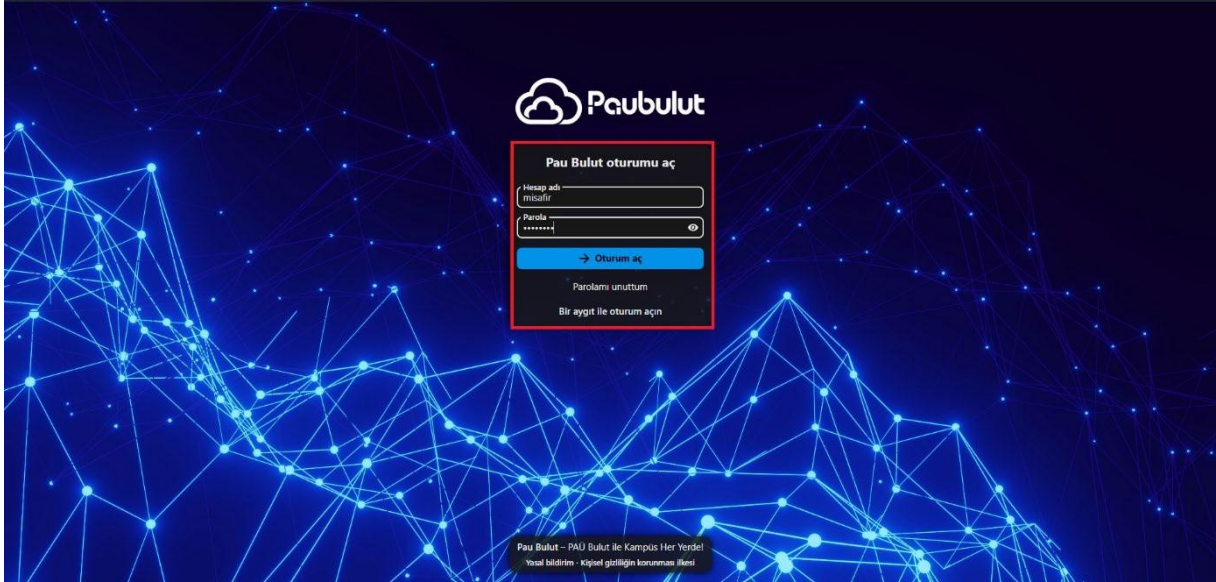 Paubulut
Pau Bulut oturumu aç
Hesap adı
misafir
Parola
••••••••
Oturum aç
Parolamı unuttum
Bir aygıt ile oturum açın
Pau Bulut – PAÜ Bulut ile Kampüs Her Yerde!
Yasal bildirim - Kişisel gizliliğin korunması ilkesi